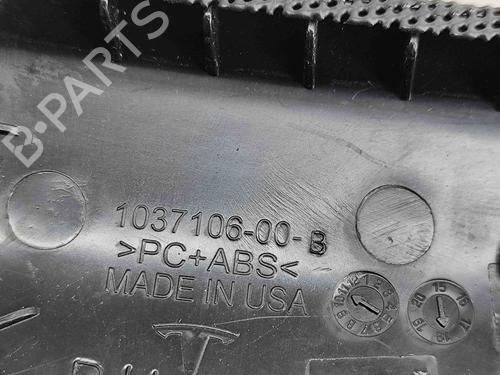 B-PARTS
1037106-00-B
>PC+ABS<
MADE IN USA